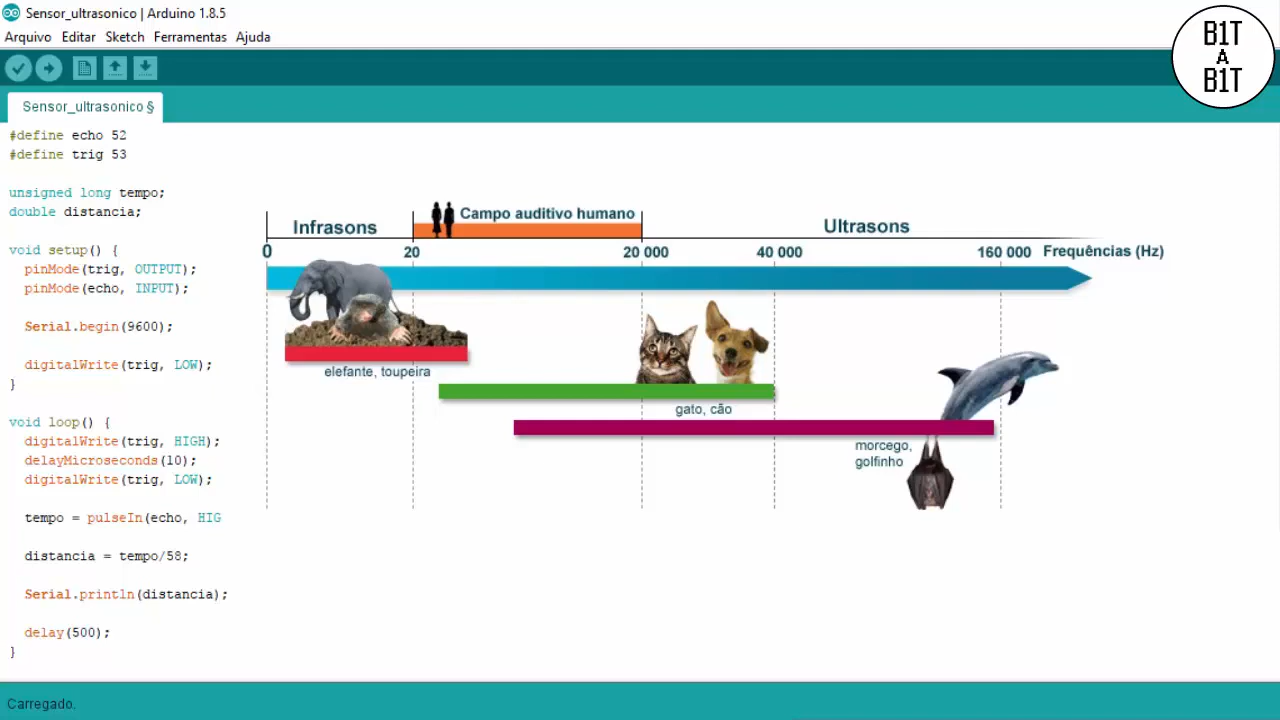 Sensor_ultrasonico | Arduino 1.8.5
Arquivo Editar Sketch Ferramentas Ajuda
B1T
A
B1T
Sensor_ultrasonico §
#define echo 52
#define trig 53
unsigned long tempo;
double distancia;
void setup() {
pinMode(trig, OUTPUT);
pinMode(echo, INPUT);
Serial.begin(9600);
digitalWrite(trig, LOW);
}
void loop() {
digitalWrite(trig, HIGH);
delayMicroseconds(10);
digitalWrite(trig, LOW);
tempo = pulseIn(echo, HIG
distancia = tempo/58;
Serial.println(distancia);
delay(500);
}
Infrasons
Campo auditivo humano
Ultrasons
0 20 20 000 40 000 160 000 Frequências (Hz)
elefante, toupeira
gato, cão
morcego,
golfinho
Carregado.